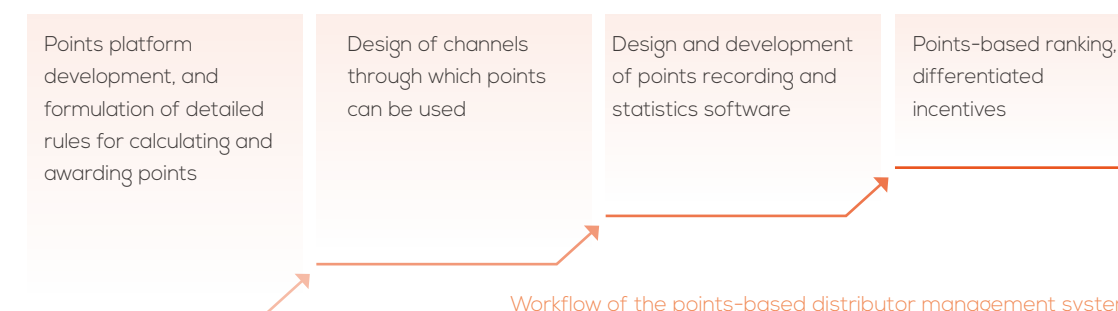 Points platform
development, and
formulation of detailed
rules for calculating and
awarding points
Design of channels
through which points
can be used
Design and development
of points recording and
statistics software
Points-based ranking,
differentiated
incentives
Workflow of the points-based distributor management system